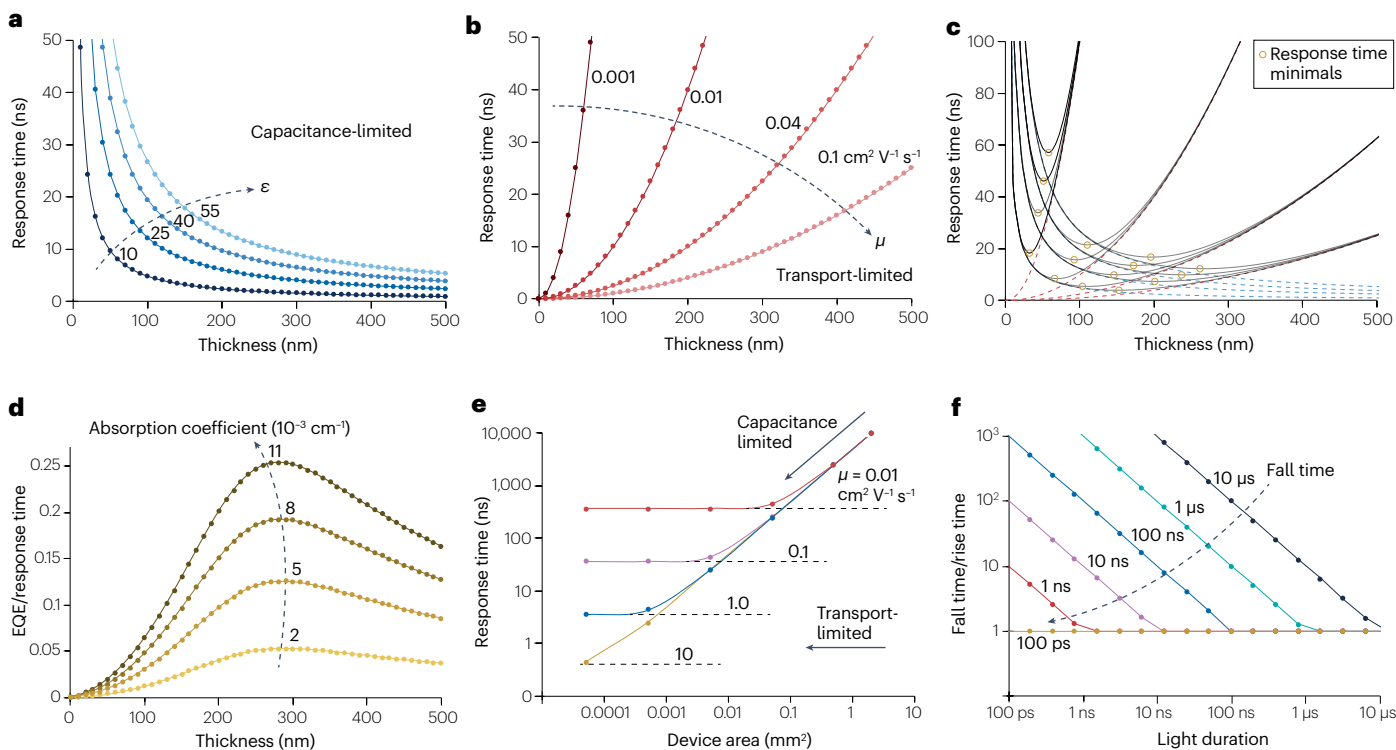 a
50
40
30
20
10
0
Response time (ns)
Capacitance-limited
ε
55
40
25
10
0
100
200
300
400
500
Thickness (nm)
b
50
40
30
20
10
0
Response time (ns)
0.001
0.01
0.04
0.1 cm² V⁻¹ s⁻¹
μ
Transport-limited
0
100
200
300
400
500
Thickness (nm)
c
100
80
60
40
20
0
Response time (ns)
Response time
minimals
0
100
200
300
400
500
Thickness (nm)
d
Absorption coefficient (10⁻³ cm⁻¹)
0.25
0.2
0.15
0.1
0.05
0
EQE/response time
11
8
5
2
0
100
200
300
400
500
Thickness (nm)
e
10,000
1,000
100
10
1
0
0
Response time (ns)
Capacitance
limited
μ = 0.01
cm² V⁻¹ s⁻¹
0.1
1.0
10
Transport-
limited
0.0001
0.001
0.01
0.1
1
10
Device area (mm²)
f
10³
10²
10
1
Fall time/rise time
Fall time
10 μs
1 μs
100 ns
10 ns
1 ns
100 ps
100 ps
1 ns
10 ns
100 ns
1 μs
10 μs
Light duration